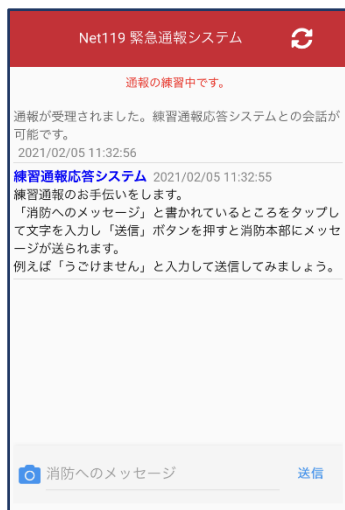 Net119 緊急通報システム
通報の練習中です。
通報が受理されました。練習通報応答システムとの会話が
可能です。
2021/02/05 11:32:56
練習通報応答システム 2021/02/05 11:32:55
練習通報のお手伝いをします。
「消防へのメッセージ」と書かれているところをタップし
て文字を入力し「送信」ボタンを押すと消防本部にメッセ
ージが送られます。
例えば「うごけません」と入力して送信してみましょう。
消防へのメッセージ 送信